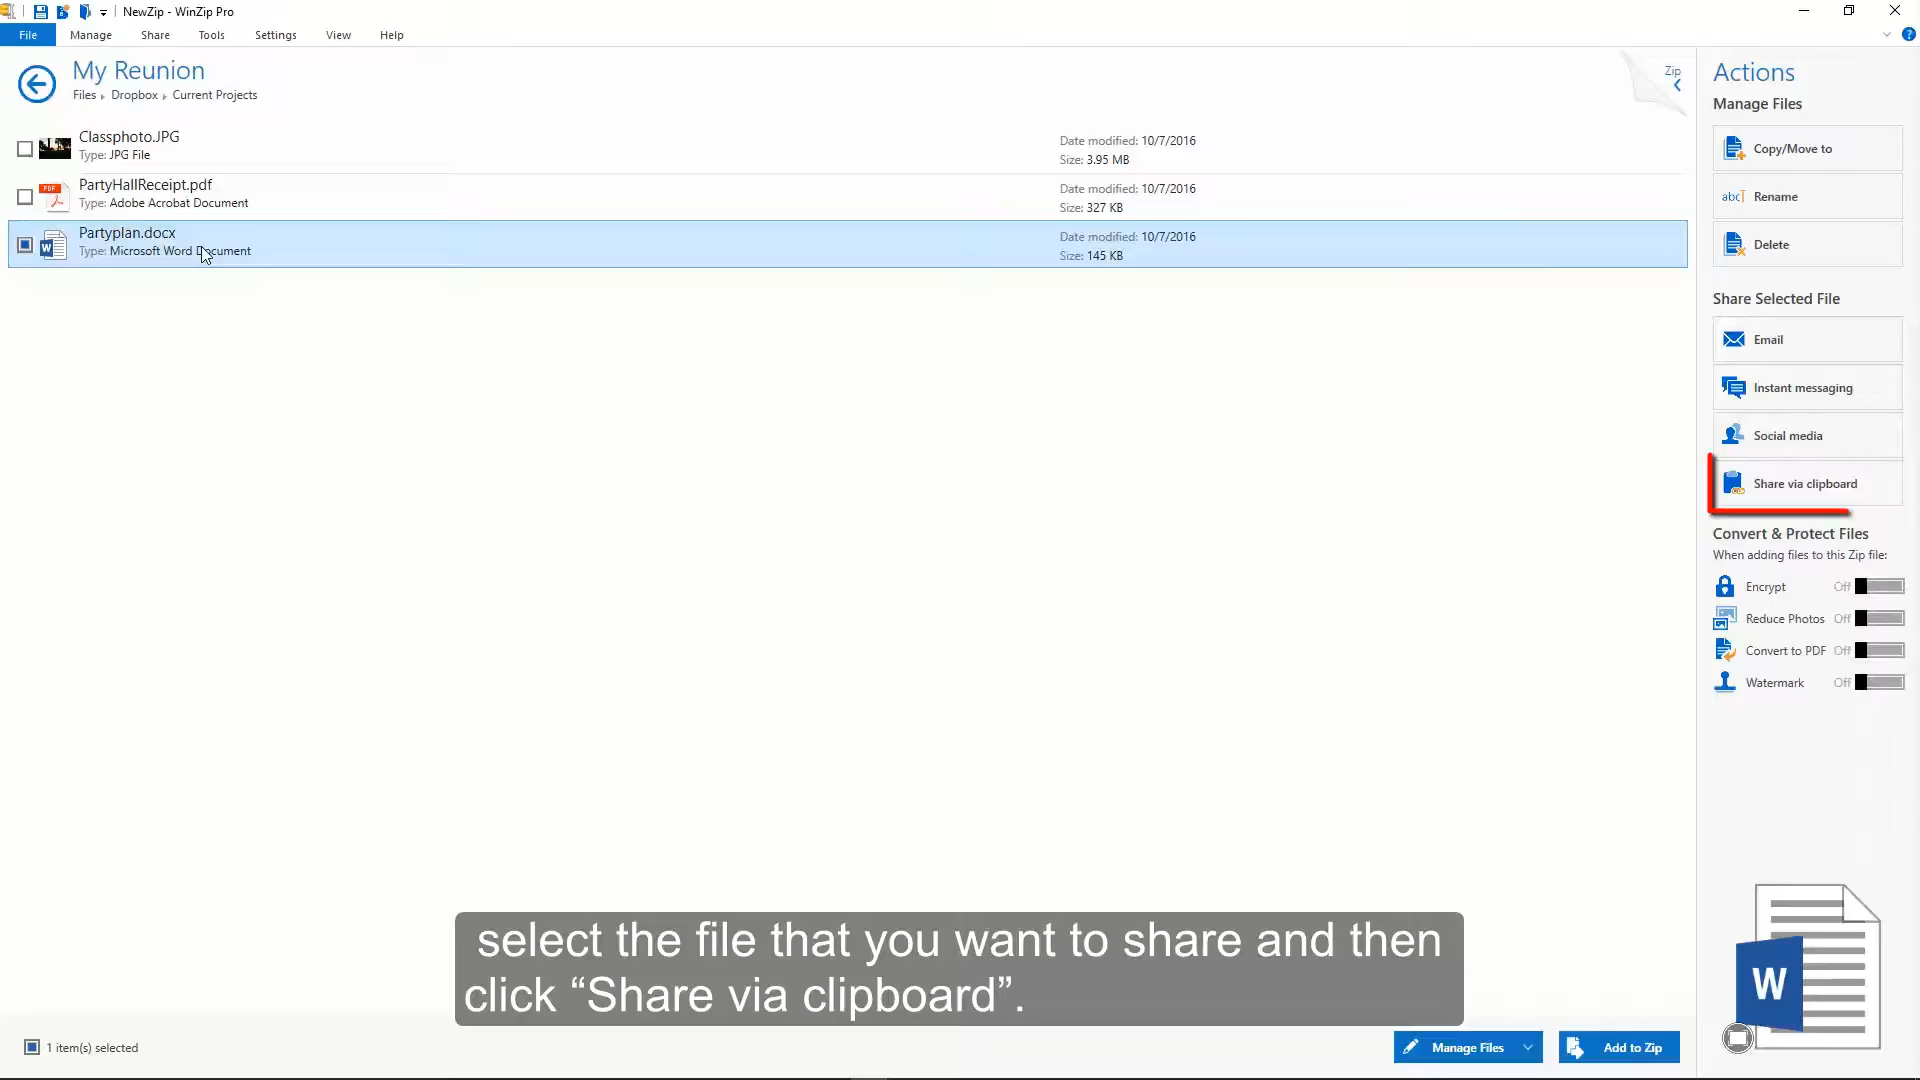 NewZip - WinZip Pro
File Manage Share Tools Settings View Help
My Reunion
Files Dropbox Current Projects
Zip
Classphoto.JPG
Type: JPG File
Date modified: 10/7/2016
Size: 3.95 MB
PDF
PartyHallReceipt.pdf
Type: Adobe Acrobat Document
Date modified: 10/7/2016
Size: 327 KB
W
Partyplan.docx
Type: Microsoft Word Document
Date modified: 10/7/2016
Size: 145 KB
Actions
Manage Files
Copy/Move to
abc Rename
Delete
Share Selected File
Email
Instant messaging
Social media
Share via clipboard
Convert & Protect Files
When adding files to this Zip file:
Encrypt Off
Reduce Photos Off
Convert to PDF Off
Watermark Off
W
select the file that you want to share and then
click “Share via clipboard”.
1 item(s) selected
Manage Files
Add to Zip